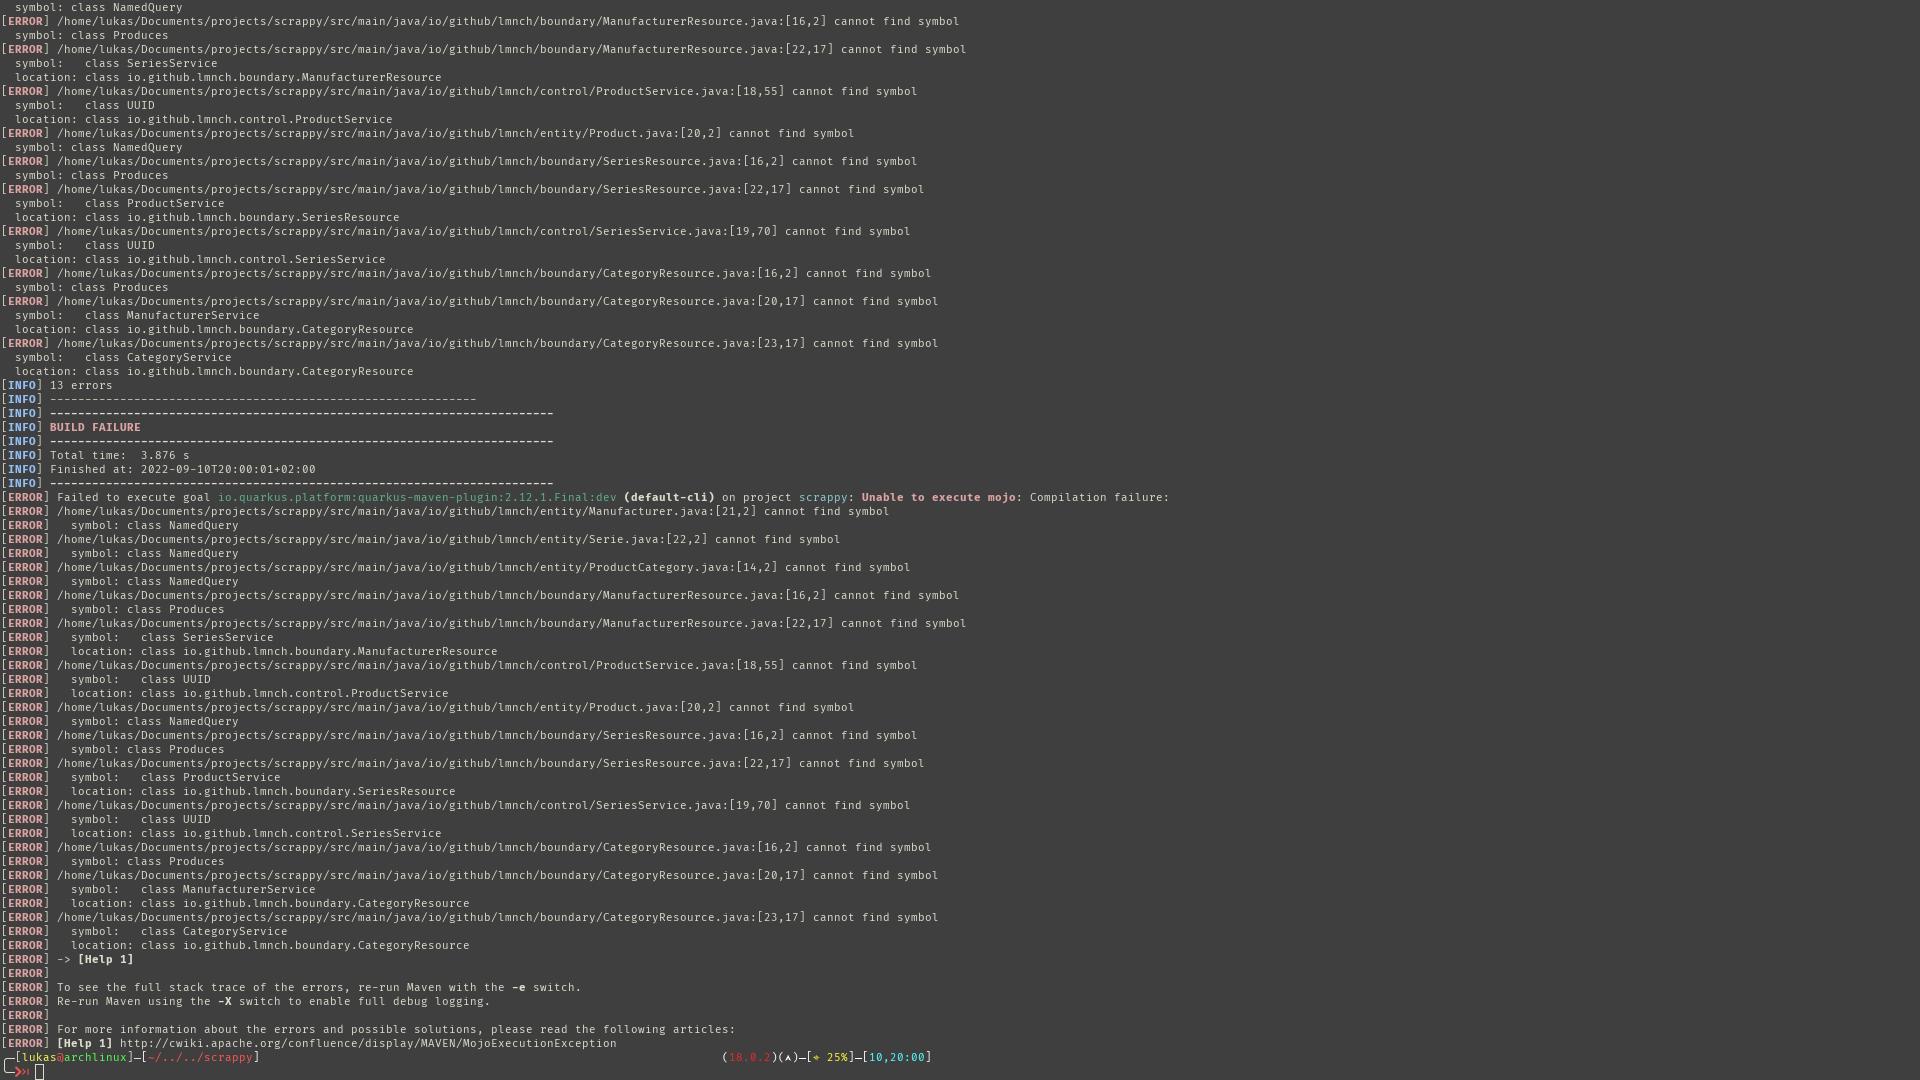 symbol: class NamedQuery
[ERROR] /home/lukas/Documents/projects/scrappy/src/main/java/io/github/lmnch/boundary/ManufacturerResource.java:[16,2] cannot find symbol
symbol: class Produces
[ERROR] /home/lukas/Documents/projects/scrappy/src/main/java/io/github/lmnch/boundary/ManufacturerResource.java:[22,17] cannot find symbol
symbol:   class SeriesService
location: class io.github.lmnch.boundary.ManufacturerResource
[ERROR] /home/lukas/Documents/projects/scrappy/src/main/java/io/github/lmnch/control/ProductService.java:[18,55] cannot find symbol
symbol:   class UUID
location: class io.github.lmnch.control.ProductService
[ERROR] /home/lukas/Documents/projects/scrappy/src/main/java/io/github/lmnch/entity/Product.java:[20,2] cannot find symbol
symbol: class NamedQuery
[ERROR] /home/lukas/Documents/projects/scrappy/src/main/java/io/github/lmnch/boundary/SeriesResource.java:[16,2] cannot find symbol
symbol: class Produces
[ERROR] /home/lukas/Documents/projects/scrappy/src/main/java/io/github/lmnch/boundary/SeriesResource.java:[22,17] cannot find symbol
symbol:   class ProductService
location: class io.github.lmnch.boundary.SeriesResource
[ERROR] /home/lukas/Documents/projects/scrappy/src/main/java/io/github/lmnch/control/SeriesService.java:[19,70] cannot find symbol
symbol:   class UUID
location: class io.github.lmnch.control.SeriesService
[ERROR] /home/lukas/Documents/projects/scrappy/src/main/java/io/github/lmnch/boundary/CategoryResource.java:[16,2] cannot find symbol
symbol: class Produces
[ERROR] /home/lukas/Documents/projects/scrappy/src/main/java/io/github/lmnch/boundary/CategoryResource.java:[20,17] cannot find symbol
symbol:   class ManufacturerService
location: class io.github.lmnch.boundary.CategoryResource
[ERROR] /home/lukas/Documents/projects/scrappy/src/main/java/io/github/lmnch/boundary/CategoryResource.java:[23,17] cannot find symbol
symbol:   class CategoryService
location: class io.github.lmnch.boundary.CategoryResource
[INFO] 13 errors
[INFO] -------------------------------------------------------------
[INFO] ------------------------------------------------------------------------
[INFO] BUILD FAILURE
[INFO] ------------------------------------------------------------------------
[INFO] Total time:  3.876 s
[INFO] Finished at: 2022-09-10T20:00:01+02:00
[INFO] ------------------------------------------------------------------------
[ERROR] Failed to execute goal io.quarkus.platform:quarkus-maven-plugin:2.12.1.Final:dev (default-cli) on project scrappy: Unable to execute mojo: Compilation failure:
[ERROR] /home/lukas/Documents/projects/scrappy/src/main/java/io/github/lmnch/entity/Manufacturer.java:[21,2] cannot find symbol
[ERROR]   symbol: class NamedQuery
[ERROR] /home/lukas/Documents/projects/scrappy/src/main/java/io/github/lmnch/entity/Serie.java:[22,2] cannot find symbol
[ERROR]   symbol: class NamedQuery
[ERROR] /home/lukas/Documents/projects/scrappy/src/main/java/io/github/lmnch/entity/ProductCategory.java:[14,2] cannot find symbol
[ERROR]   symbol: class NamedQuery
[ERROR] /home/lukas/Documents/projects/scrappy/src/main/java/io/github/lmnch/boundary/ManufacturerResource.java:[16,2] cannot find symbol
[ERROR]   symbol: class Produces
[ERROR] /home/lukas/Documents/projects/scrappy/src/main/java/io/github/lmnch/boundary/ManufacturerResource.java:[22,17] cannot find symbol
[ERROR]   symbol:   class SeriesService
[ERROR]   location: class io.github.lmnch.boundary.ManufacturerResource
[ERROR] /home/lukas/Documents/projects/scrappy/src/main/java/io/github/lmnch/control/ProductService.java:[18,55] cannot find symbol
[ERROR]   symbol:   class UUID
[ERROR]   location: class io.github.lmnch.control.ProductService
[ERROR] /home/lukas/Documents/projects/scrappy/src/main/java/io/github/lmnch/entity/Product.java:[20,2] cannot find symbol
[ERROR]   symbol: class NamedQuery
[ERROR] /home/lukas/Documents/projects/scrappy/src/main/java/io/github/lmnch/boundary/SeriesResource.java:[16,2] cannot find symbol
[ERROR]   symbol: class Produces
[ERROR] /home/lukas/Documents/projects/scrappy/src/main/java/io/github/lmnch/boundary/SeriesResource.java:[22,17] cannot find symbol
[ERROR]   symbol:   class ProductService
[ERROR]   location: class io.github.lmnch.boundary.SeriesResource
[ERROR] /home/lukas/Documents/projects/scrappy/src/main/java/io/github/lmnch/control/SeriesService.java:[19,70] cannot find symbol
[ERROR]   symbol:   class UUID
[ERROR]   location: class io.github.lmnch.control.SeriesService
[ERROR] /home/lukas/Documents/projects/scrappy/src/main/java/io/github/lmnch/boundary/CategoryResource.java:[16,2] cannot find symbol
[ERROR]   symbol: class Produces
[ERROR] /home/lukas/Documents/projects/scrappy/src/main/java/io/github/lmnch/boundary/CategoryResource.java:[20,17] cannot find symbol
[ERROR]   symbol:   class ManufacturerService
[ERROR]   location: class io.github.lmnch.boundary.CategoryResource
[ERROR] /home/lukas/Documents/projects/scrappy/src/main/java/io/github/lmnch/boundary/CategoryResource.java:[23,17] cannot find symbol
[ERROR]   symbol:   class CategoryService
[ERROR]   location: class io.github.lmnch.boundary.CategoryResource
[ERROR] -> [Help 1]
[ERROR]
[ERROR] To see the full stack trace of the errors, re-run Maven with the -e switch.
[ERROR] Re-run Maven using the -X switch to enable full debug logging.
[ERROR]
[ERROR] For more information about the errors and possible solutions, please read the following articles:
[ERROR] [Help 1] http://cwiki.apache.org/confluence/display/MAVEN/MojoExecutionException
[lukas@archlinux]—[~/../../scrappy] (18.0.2)(⋏)—[⌖ 25%]—[10,20:00]